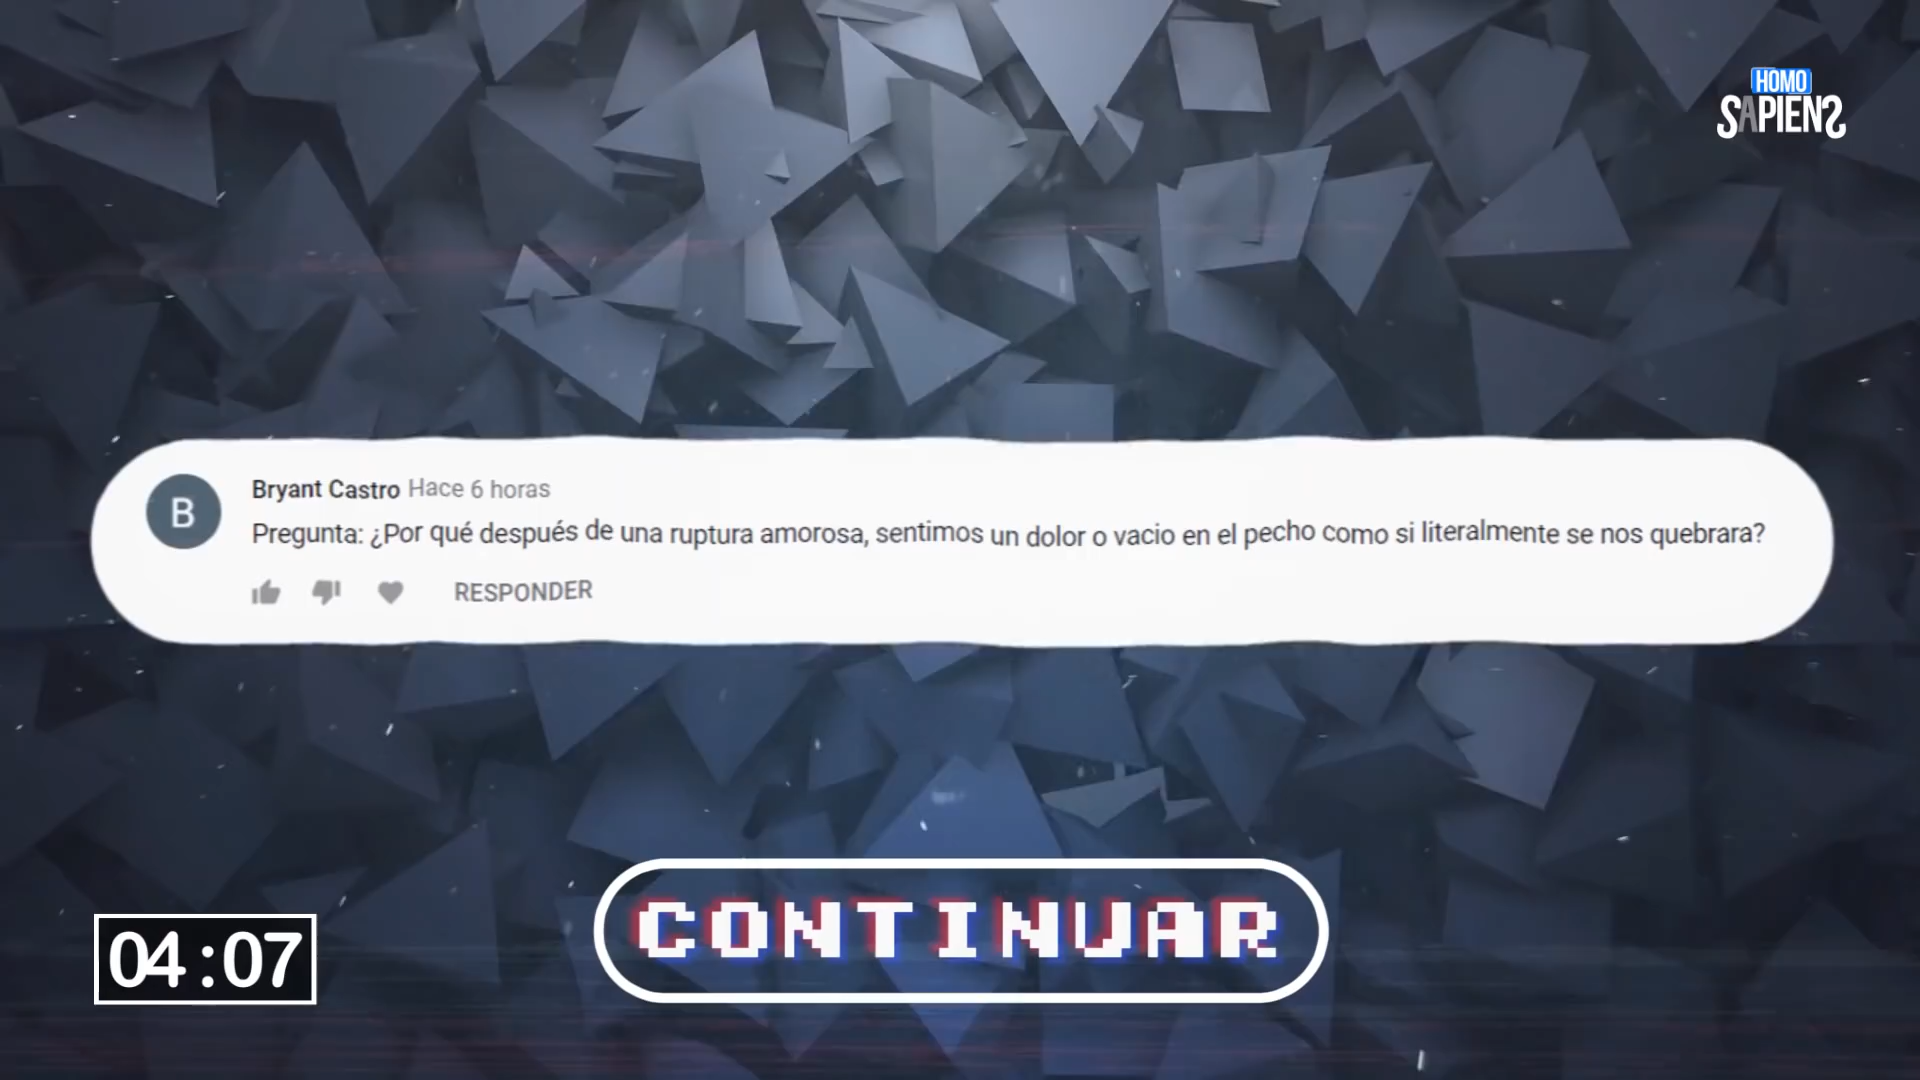 HOMO
SAPIENS
B
Bryant Castro Hace 6 horas
Pregunta: ¿Por qué después de una ruptura amorosa, sentimos un dolor o vacio en el pecho como si literalmente se nos quebrara?
RESPONDER
CONTINUAR
04:07